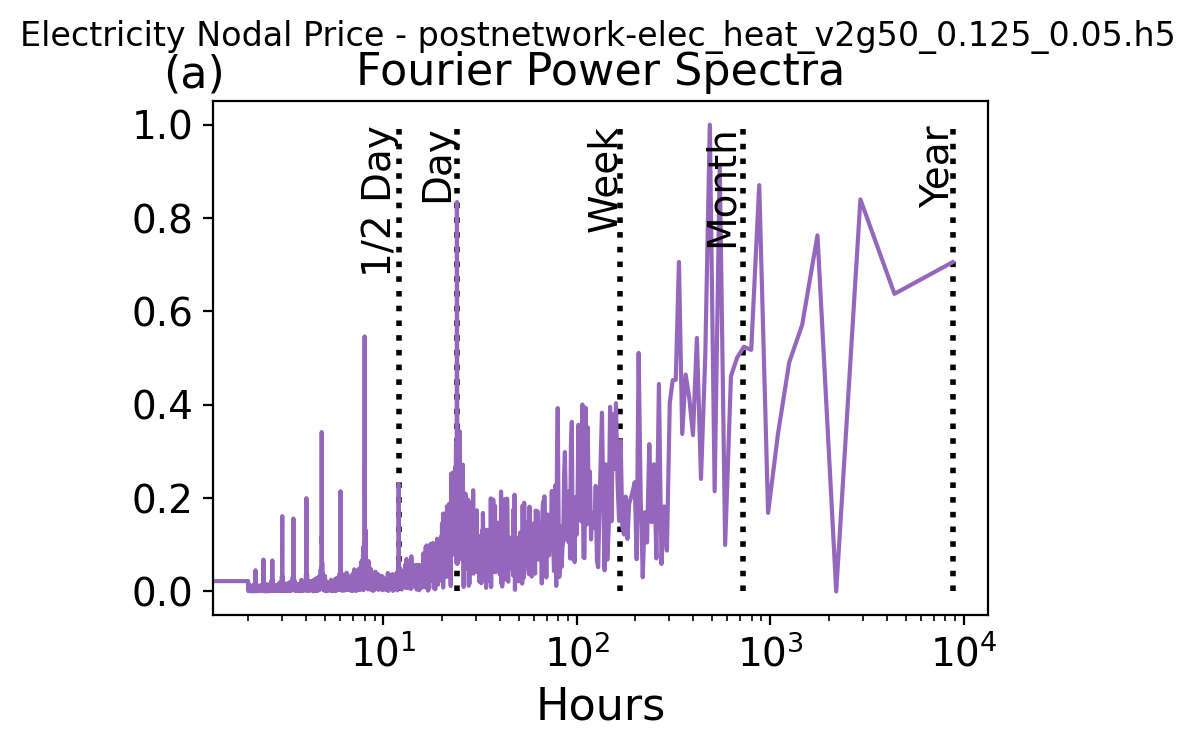 Electricity Nodal Price - postnetwork-elec_heat_v2g50_0.125_0.05.h5
(a)
Fourier Power Spectra
1.0
0.8
0.6
0.4
0.2
0.0
1/2 Day
Day
Week
Month
Year
10¹
10²
10³
10⁴
Hours